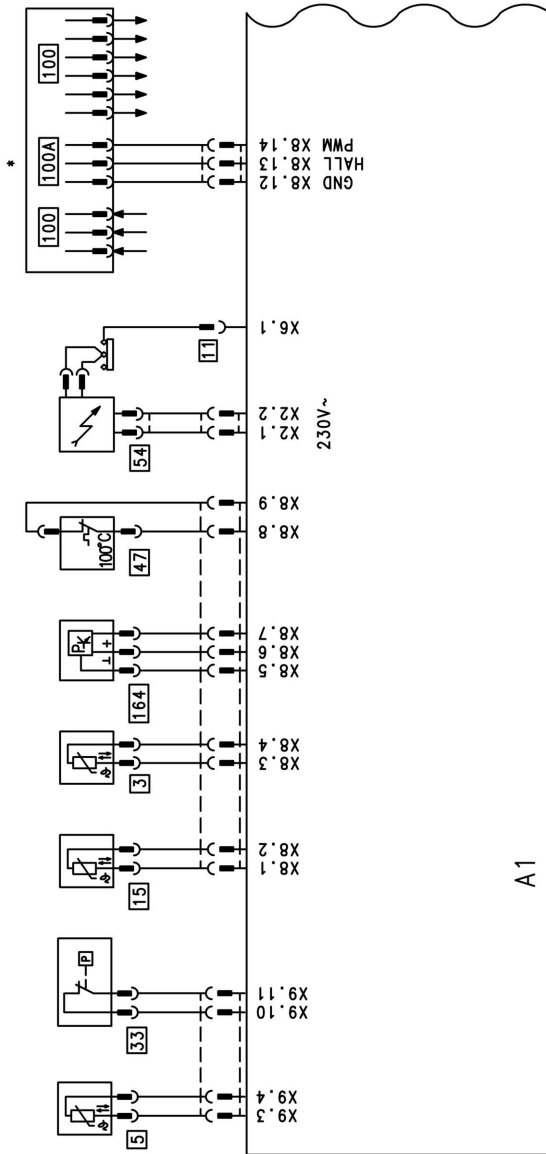 *
100
100A
100
PWM X8.14
HALL X8.13
GND X8.12
11
X6.1
54
X2.2
X2.1
230V~
100°C
47
X8.9
X8.8
P
K
+
⊥
164
X8.7
X8.6
X8.5
3
X8.4
X8.3
15
X8.2
X8.1
A1
P
33
X9.11
X9.10
5
X9.4
X9.3